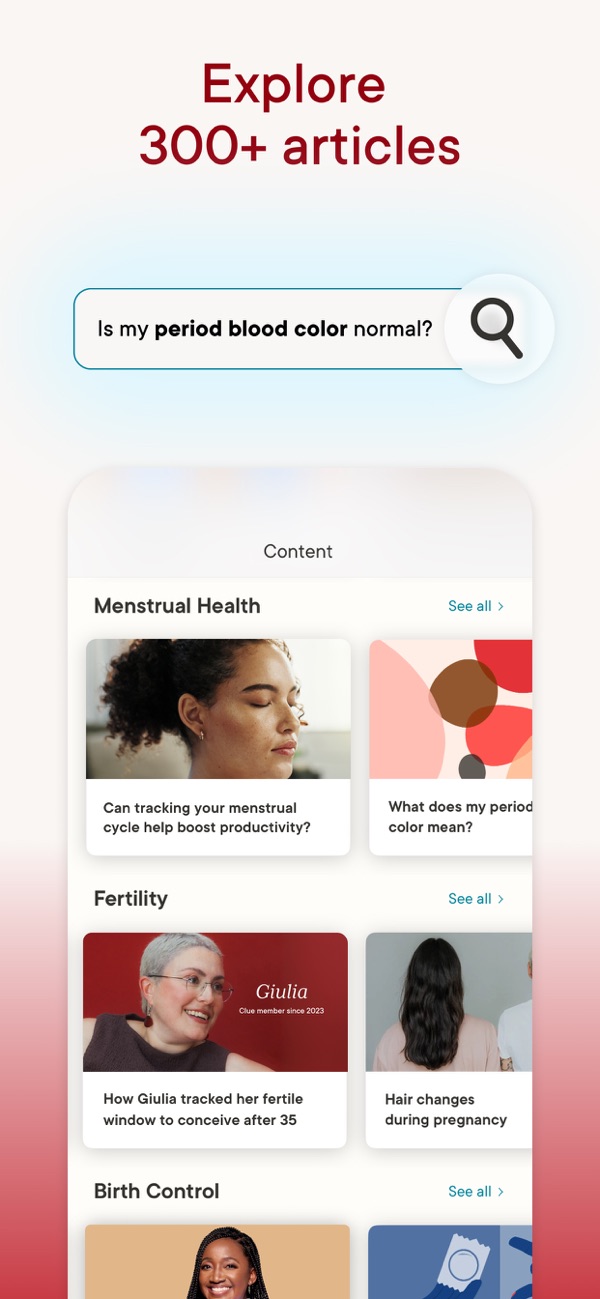 Explore
300+ articles
Is my period blood color normal?
Content
Menstrual Health
See all
Can tracking your menstrual
cycle help boost productivity?
What does my period
color mean?
Fertility
See all
Giulia
Clue member since 2023
How Giulia tracked her fertile
window to conceive after 35
Hair changes
during pregnancy
Birth Control
See all